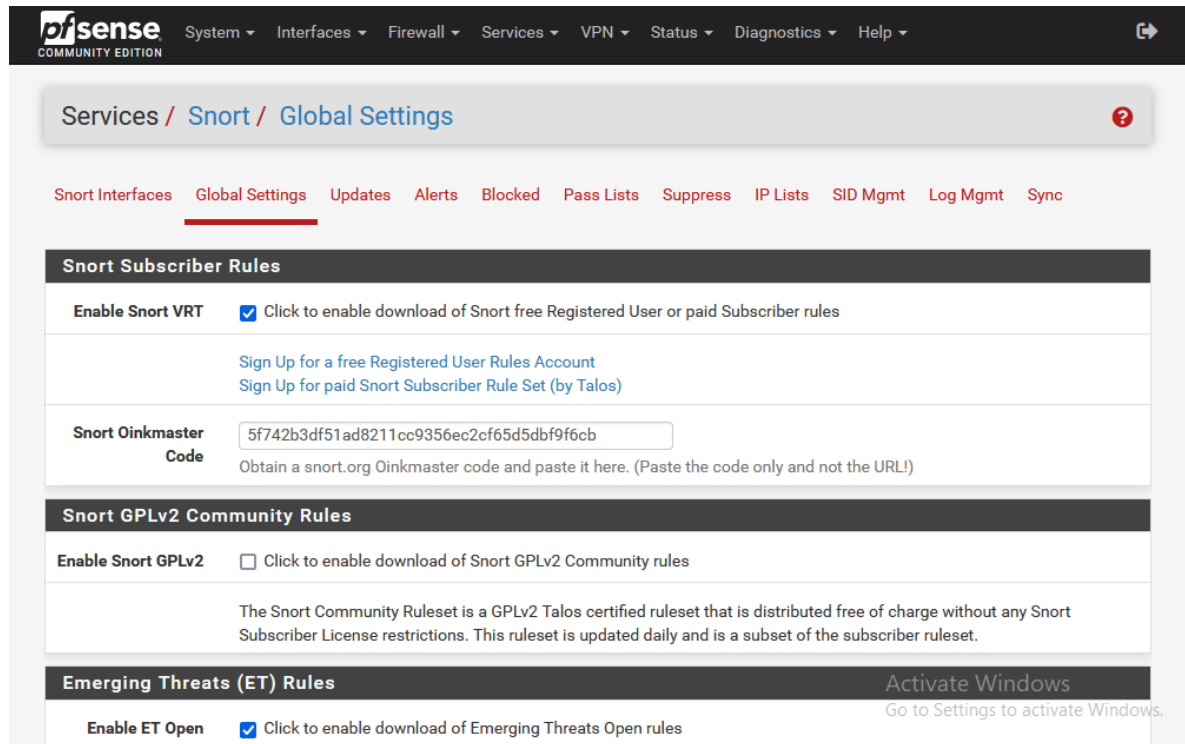 pfsense
COMMUNITY EDITION
System Interfaces Firewall Services VPN Status Diagnostics Help
Services / Snort / Global Settings
Snort Interfaces Global Settings Updates Alerts Blocked Pass Lists Suppress IP Lists SID Mgmt Log Mgmt Sync
Snort Subscriber Rules
Enable Snort VRT Click to enable download of Snort free Registered User or paid Subscriber rules
Sign Up for a free Registered User Rules Account
Sign Up for paid Snort Subscriber Rule Set (by Talos)
Snort Oinkmaster Code 5f742b3df51ad8211cc9356ec2cf65d5dbf9f6cb
Obtain a snort.org Oinkmaster code and paste it here. (Paste the code only and not the URL!)
Snort GPLv2 Community Rules
Enable Snort GPLv2 Click to enable download of Snort GPLv2 Community rules
The Snort Community Ruleset is a GPLv2 Talos certified ruleset that is distributed free of charge without any Snort
Subscriber License restrictions. This ruleset is updated daily and is a subset of the subscriber ruleset.
Emerging Threats (ET) Rules
Activate Windows
Go to Settings to activate Windows.
Enable ET Open Click to enable download of Emerging Threats Open rules